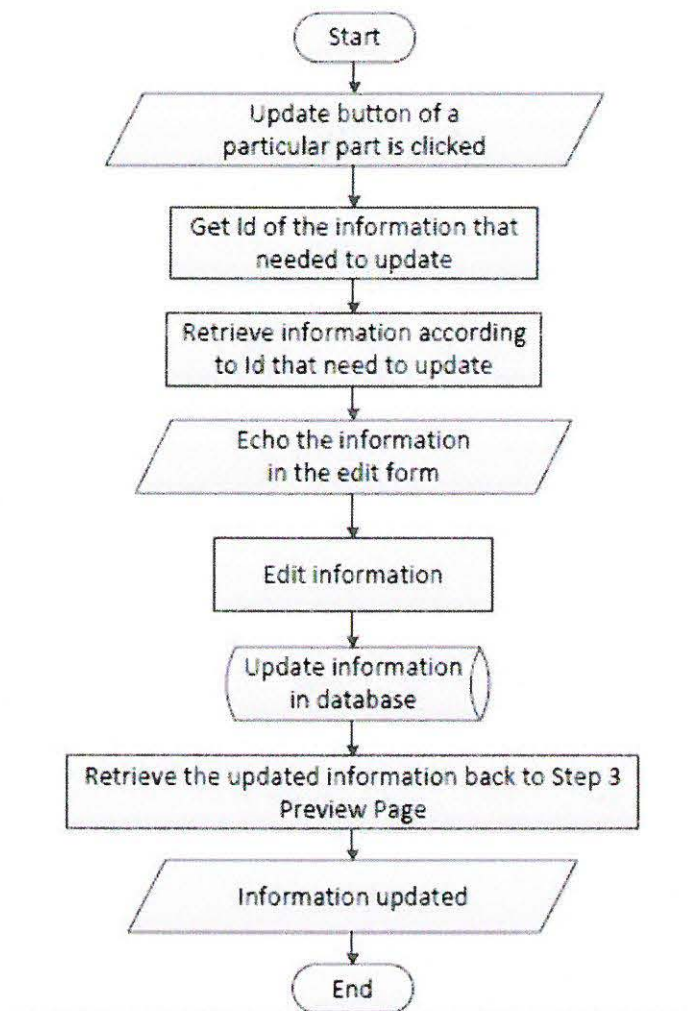 Start
Update button of a
particular part is clicked
Get Id of the information that
needed to update
Retrieve information according
to Id that need to update
Echo the information
in the edit form
Edit information
Update information
in database
Retrieve the updated information back to Step 3
Preview Page
Information updated
End